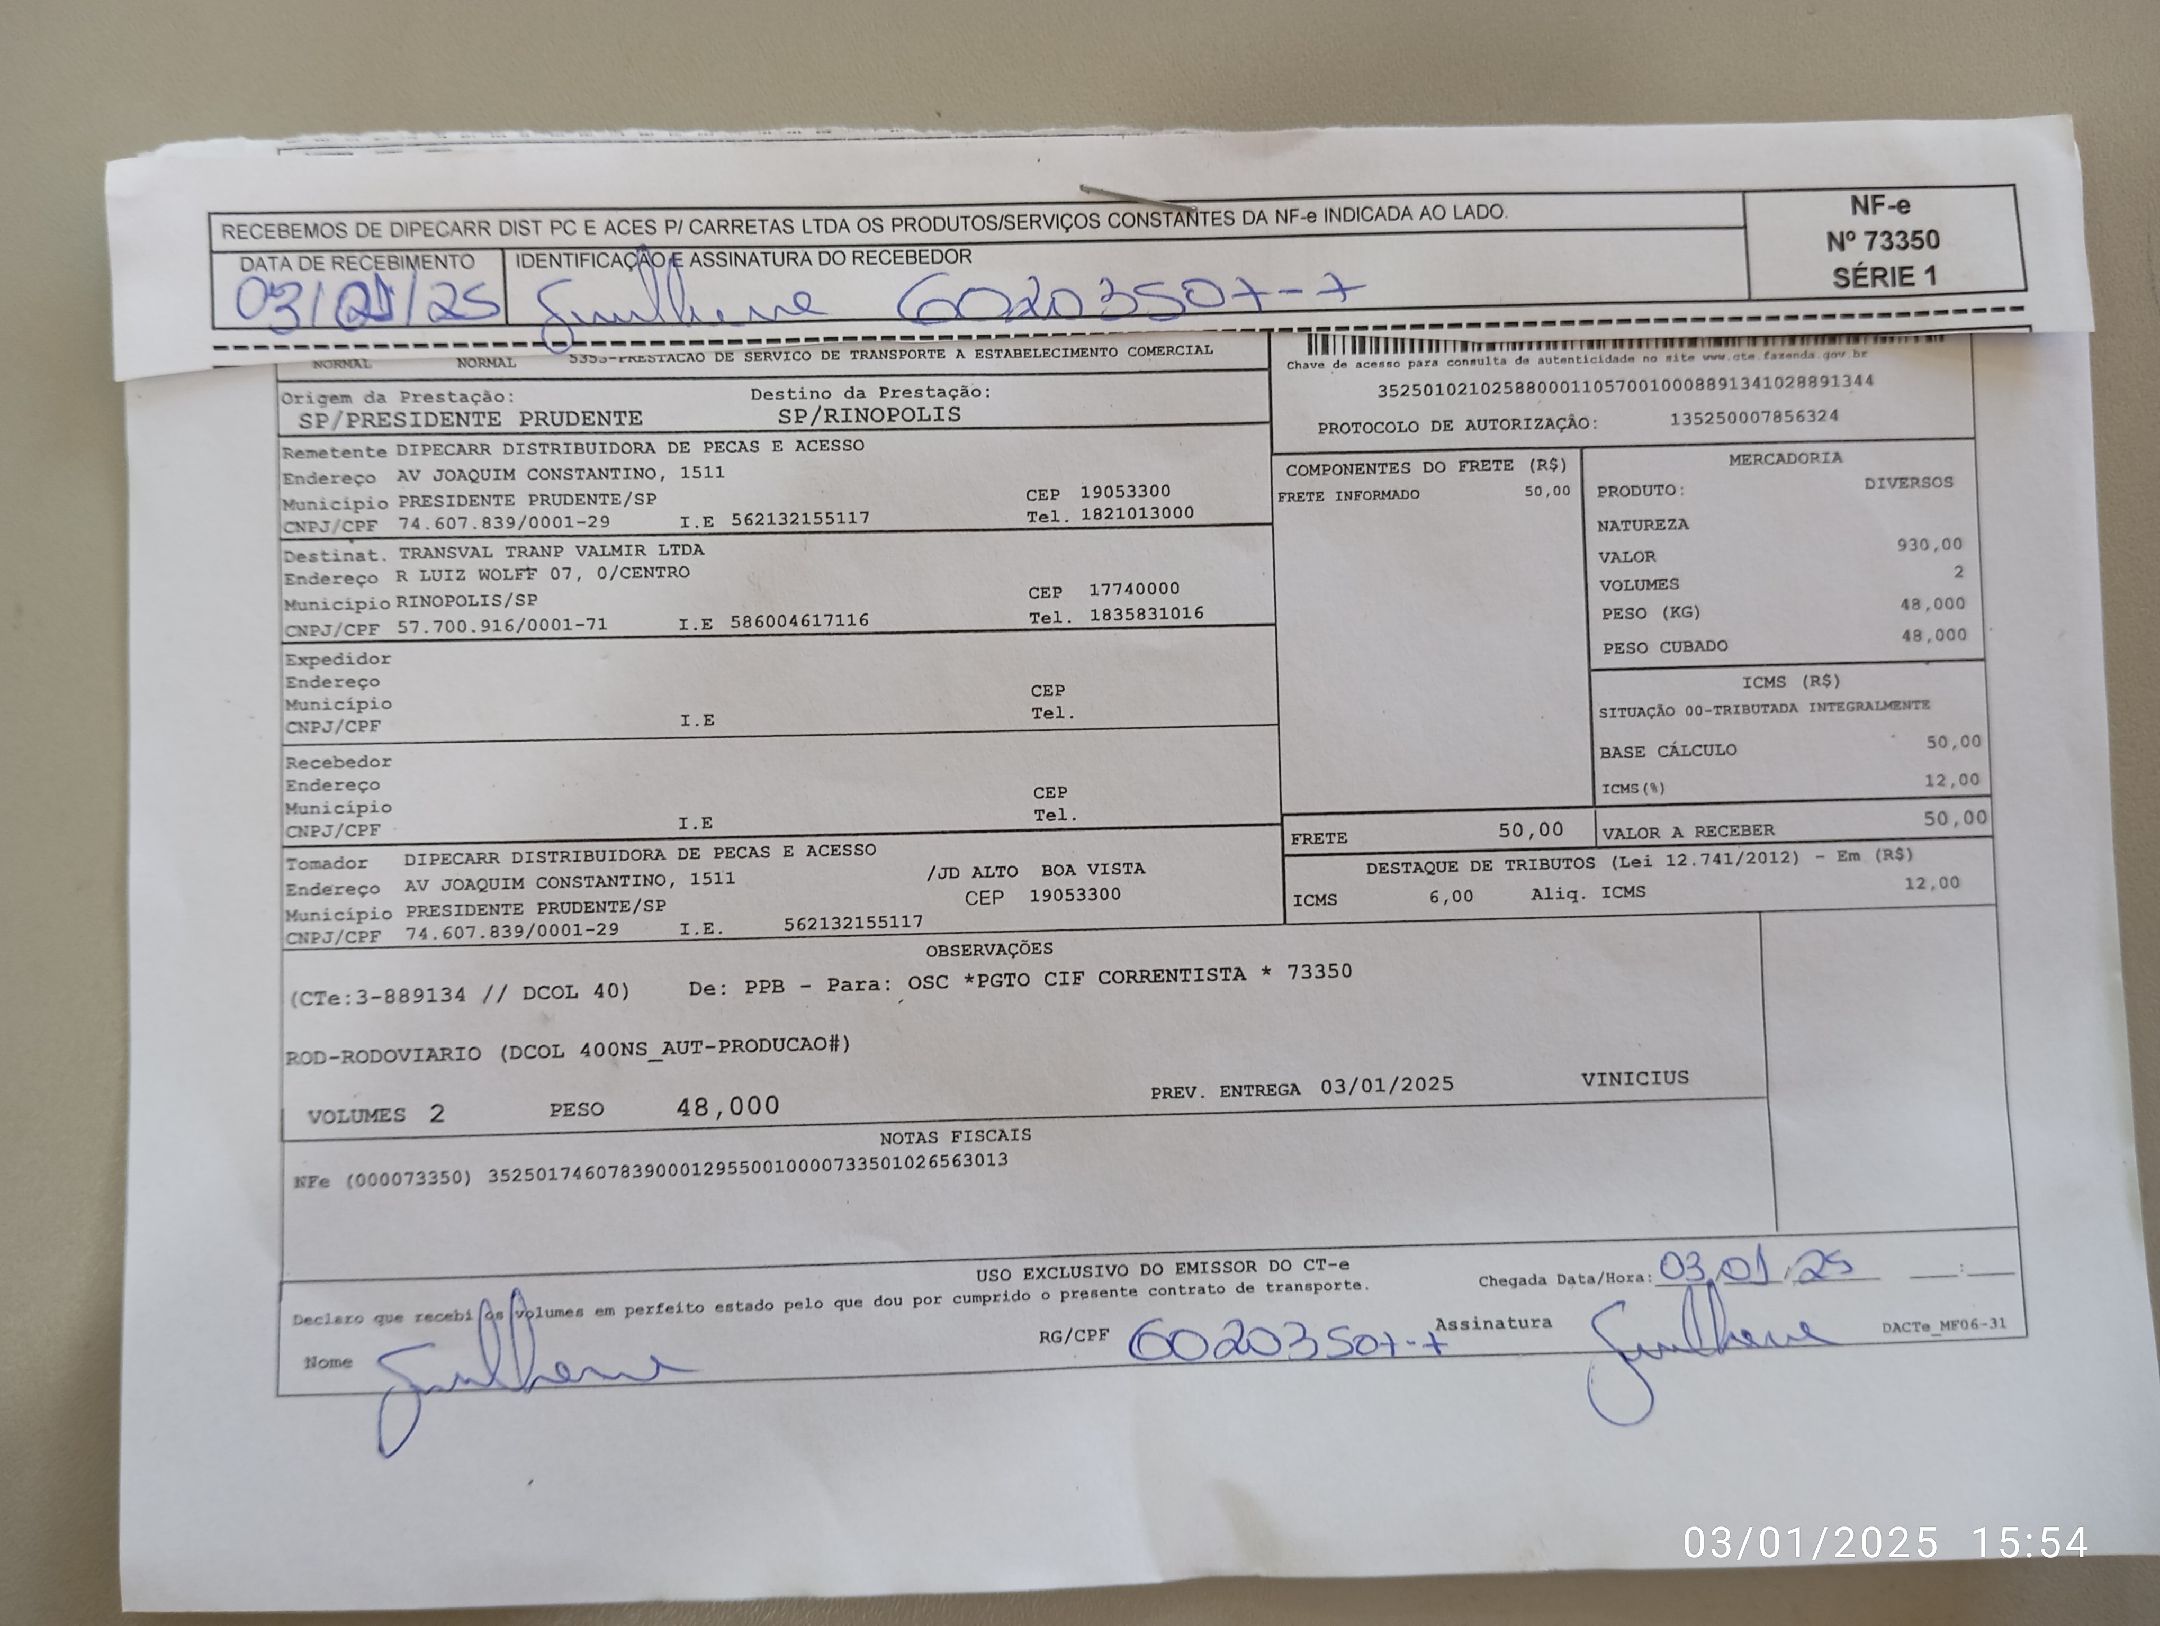 RECEBEMOS DE DIPECARR DIST PC E ACES P/ CARRETAS LTDA OS PRODUTOS/SERVIÇOS CONSTANTES DA NF-e INDICADA AO LADO.
NF-e
Nº 73350
SÉRIE 1
DATA DE RECEBIMENTO
03/01/25
IDENTIFICAÇÃO E ASSINATURA DO RECEBEDOR
Guilherme 60203507-7
NORMAL NORMAL 5353-PRESTACAO DE SERVICO DE TRANSPORTE A ESTABELECIMENTO COMERCIAL
Chave de acesso para consulta de autenticidade no site www.cte.fazenda.gov.br
35250102102588000110570010008891341028891344
PROTOCOLO DE AUTORIZAÇÃO: 135250007856324
Origem da Prestação: Destino da Prestação:
SP/PRESIDENTE PRUDENTE SP/RINOPOLIS
Remetente DIPECARR DISTRIBUIDORA DE PECAS E ACESSO
Endereço AV JOAQUIM CONSTANTINO, 1511
Município PRESIDENTE PRUDENTE/SP CEP 19053300
CNPJ/CPF 74.607.839/0001-29 I.E 562132155117 Tel. 1821013000
Destinat. TRANSVAL TRANP VALMIR LTDA
Endereço R LUIZ WOLFF 07, 0/CENTRO
Município RINOPOLIS/SP CEP 17740000
CNPJ/CPF 57.700.916/0001-71 I.E 586004617116 Tel. 1835831016
Expedidor
Endereço
Município CEP
CNPJ/CPF I.E Tel.
Recebedor
Endereço
Município CEP
CNPJ/CPF I.E Tel.
Tomador DIPECARR DISTRIBUIDORA DE PECAS E ACESSO
Endereço AV JOAQUIM CONSTANTINO, 1511 /JD ALTO BOA VISTA
Município PRESIDENTE PRUDENTE/SP CEP 19053300
CNPJ/CPF 74.607.839/0001-29 I.E. 562132155117
COMPONENTES DO FRETE (R$)
FRETE INFORMADO 50,00
MERCADORIA
PRODUTO: DIVERSOS
NATUREZA
VALOR 930,00
VOLUMES 2
PESO (KG) 48,000
PESO CUBADO 48,000
ICMS (R$)
SITUAÇÃO 00-TRIBUTADA INTEGRALMENTE
BASE CÁLCULO 50,00
ICMS(%) 12,00
FRETE 50,00 VALOR A RECEBER 50,00
DESTAQUE DE TRIBUTOS (Lei 12.741/2012) - Em (R$)
ICMS 6,00 Aliq. ICMS 12,00
OBSERVAÇÕES
(CTe:3-889134 // DCOL 40) De: PPB - Para: OSC *PGTO CIF CORRENTISTA * 73350
ROD-RODOVIARIO (DCOL 400NS_AUT-PRODUCAO#)
VOLUMES 2 PESO 48,000 PREV. ENTREGA 03/01/2025 VINICIUS
NOTAS FISCAIS
NFe (000073350) 35250174607839000129550010000733501026563013
USO EXCLUSIVO DO EMISSOR DO CT-e
Declaro que recebi os volumes em perfeito estado pelo que dou por cumprido o presente contrato de transporte.
Chegada Data/Hora: 03/01/25 __:__
Nome Guilherme RG/CPF 60203507-7 Assinatura Guilherme DACTe_MF06-31
03/01/2025 15:54